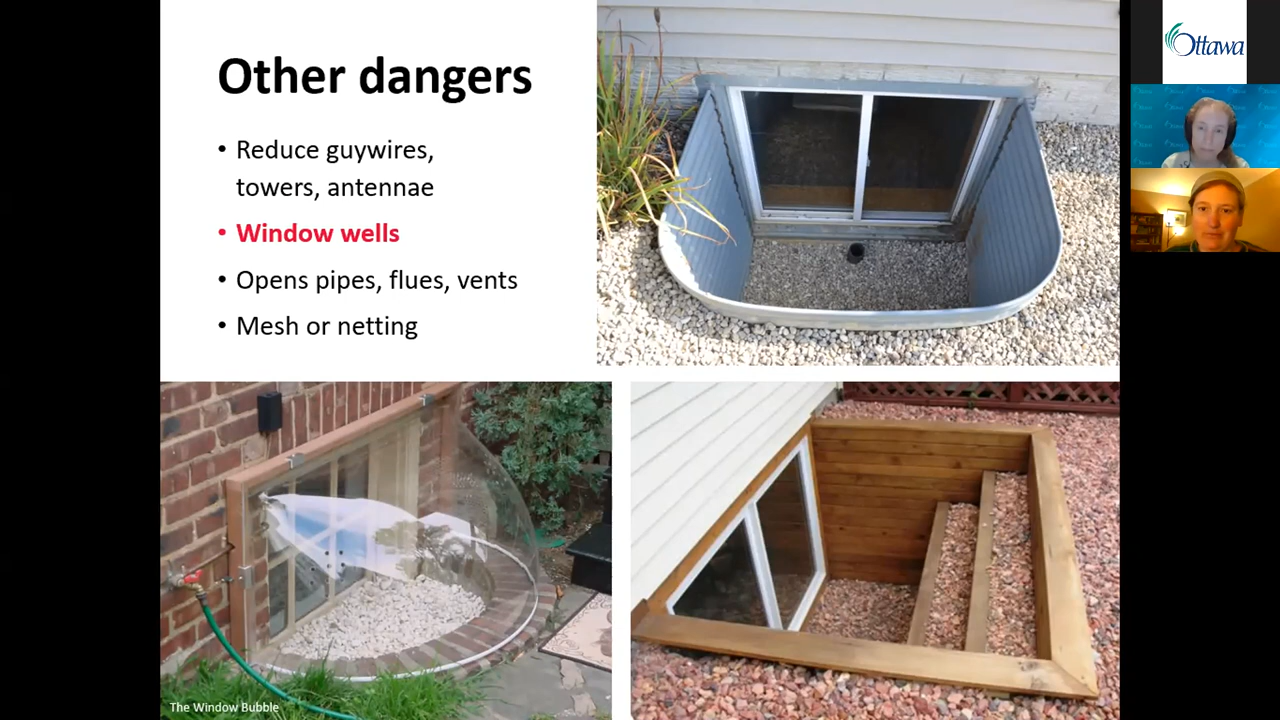 Other dangers
• Reduce guywires,
towers, antennae
• Window wells
• Opens pipes, flues, vents
• Mesh or netting
The Window Bubble
Ottawa